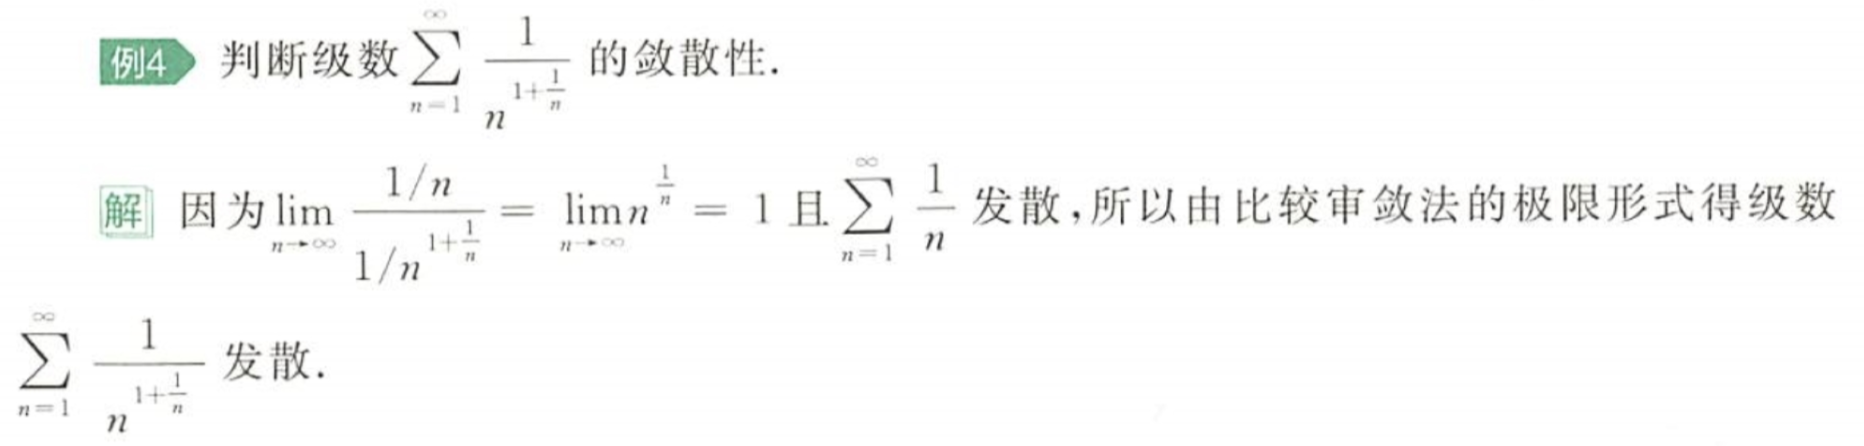 例4 判断级数 $\sum_{n=1}^{\infty} \frac{1}{n^{1+\frac{1}{n}}}$ 的敛散性.
解 因为 $\lim_{n\to\infty} \frac{1/n}{1/n^{1+\frac{1}{n}}} = \lim_{n\to\infty} n^{\frac{1}{n}} = 1$ 且 $\sum_{n=1}^{\infty} \frac{1}{n}$ 发散,所以由比较审敛法的极限形式得级数
$\sum_{n=1}^{\infty} \frac{1}{n^{1+\frac{1}{n}}}$ 发散.